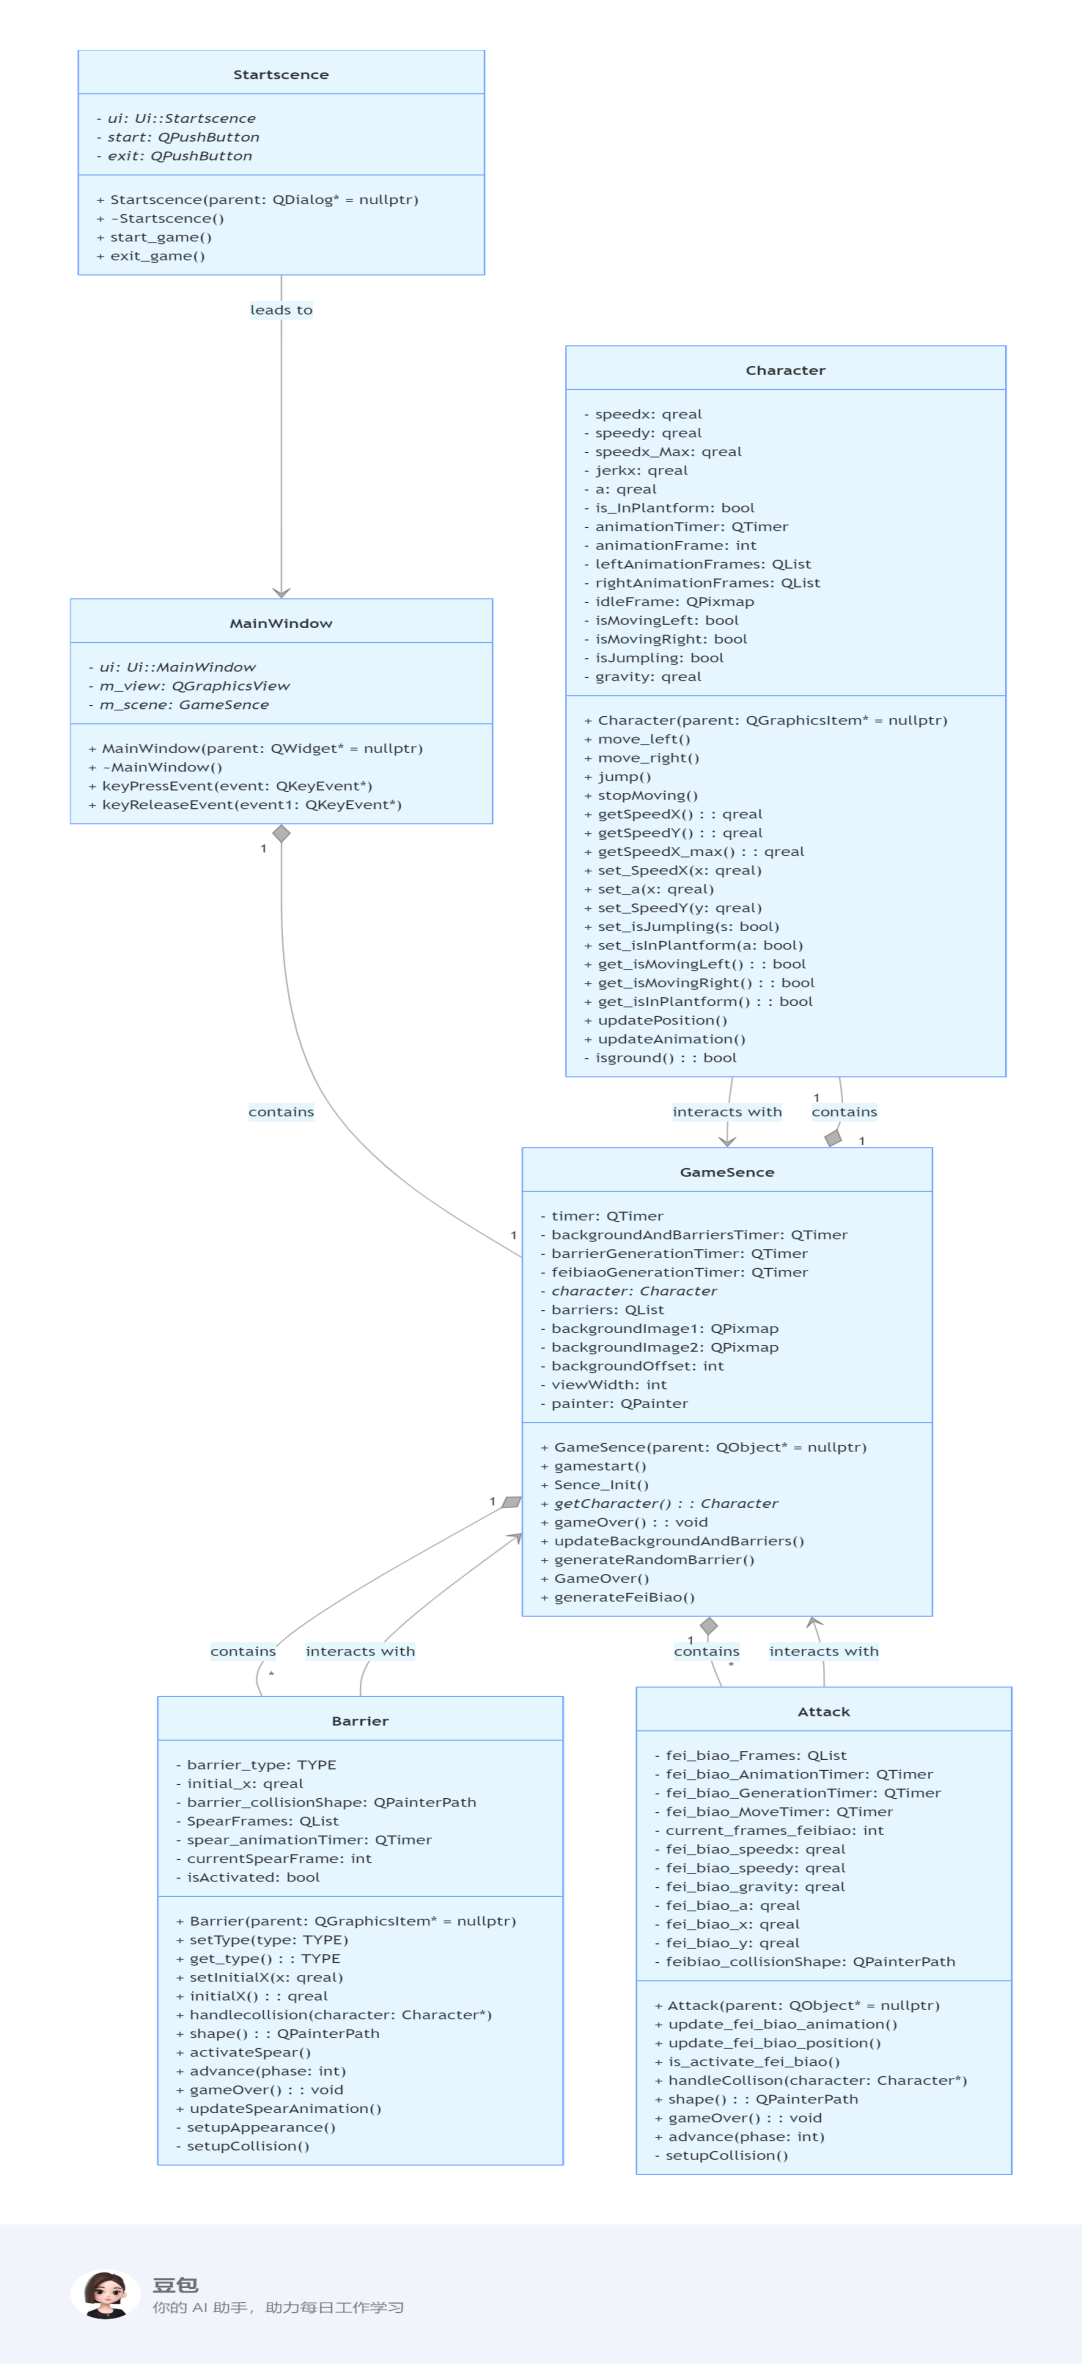 Startscence
- ui: Ui::Startscence
- start: QPushButton
- exit: QPushButton
+ Startscence(parent: QDialog* = nullptr)
+ ~Startscence()
+ start_game()
+ exit_game()
leads to
Character
- speedx: qreal
- speedy: qreal
- speedx_Max: qreal
- jerkx: qreal
- a: qreal
- is_InPlantform: bool
- animationTimer: QTimer
- animationFrame: int
- leftAnimationFrames: QList
- rightAnimationFrames: QList
- idleFrame: QPixmap
- isMovingLeft: bool
- isMovingRight: bool
- isJumpling: bool
- gravity: qreal
+ Character(parent: QGraphicsItem* = nullptr)
+ move_left()
+ move_right()
+ jump()
+ stopMoving()
+ getSpeedX() : : qreal
+ getSpeedY() : : qreal
+ getSpeedX_max() : : qreal
+ set_SpeedX(x: qreal)
+ set_a(x: qreal)
+ set_SpeedY(y: qreal)
+ set_isJumpling(s: bool)
+ set_isInPlantform(a: bool)
+ get_isMovingLeft() : : bool
+ get_isMovingRight() : : bool
+ get_isInPlantform() : : bool
+ updatePosition()
+ updateAnimation()
- isground() : : bool
MainWindow
- ui: Ui::MainWindow
- m_view: QGraphicsView
- m_scene: GameSence
+ MainWindow(parent: QWidget* = nullptr)
+ ~MainWindow()
+ keyPressEvent(event: QKeyEvent*)
+ keyReleaseEvent(event1: QKeyEvent*)
1
contains
1
interacts with
1
contains
1
GameSence
- timer: QTimer
- backgroundAndBarriersTimer: QTimer
- barrierGenerationTimer: QTimer
- feibiaoGenerationTimer: QTimer
- character: Character
- barriers: QList
- backgroundImage1: QPixmap
- backgroundImage2: QPixmap
- backgroundOffset: int
- viewWidth: int
- painter: QPainter
+ GameSence(parent: QObject* = nullptr)
+ gamestart()
+ Sence_Init()
+ getCharacter() : : Character
+ gameOver() : : void
+ updateBackgroundAndBarriers()
+ generateRandomBarrier()
+ GameOver()
+ generateFeiBiao()
1
contains
*
interacts with
1
contains
*
interacts with
Barrier
- barrier_type: TYPE
- initial_x: qreal
- barrier_collisionShape: QPainterPath
- SpearFrames: QList
- spear_animationTimer: QTimer
- currentSpearFrame: int
- isActivated: bool
+ Barrier(parent: QGraphicsItem* = nullptr)
+ setType(type: TYPE)
+ get_type() : : TYPE
+ setInitialX(x: qreal)
+ initialX() : : qreal
+ handlecollision(character: Character*)
+ shape() : : QPainterPath
+ activateSpear()
+ advance(phase: int)
+ gameOver() : : void
+ updateSpearAnimation()
- setupAppearance()
- setupCollision()
Attack
- fei_biao_Frames: QList
- fei_biao_AnimationTimer: QTimer
- fei_biao_GenerationTimer: QTimer
- fei_biao_MoveTimer: QTimer
- current_frames_feibiao: int
- fei_biao_speedx: qreal
- fei_biao_speedy: qreal
- fei_biao_gravity: qreal
- fei_biao_a: qreal
- fei_biao_x: qreal
- fei_biao_y: qreal
- feibiao_collisionShape: QPainterPath
+ Attack(parent: QObject* = nullptr)
+ update_fei_biao_animation()
+ update_fei_biao_position()
+ is_activate_fei_biao()
+ handleCollison(character: Character*)
+ shape() : : QPainterPath
+ gameOver() : : void
+ advance(phase: int)
- setupCollision()
豆包
你的 AI 助手，助力每日工作学习